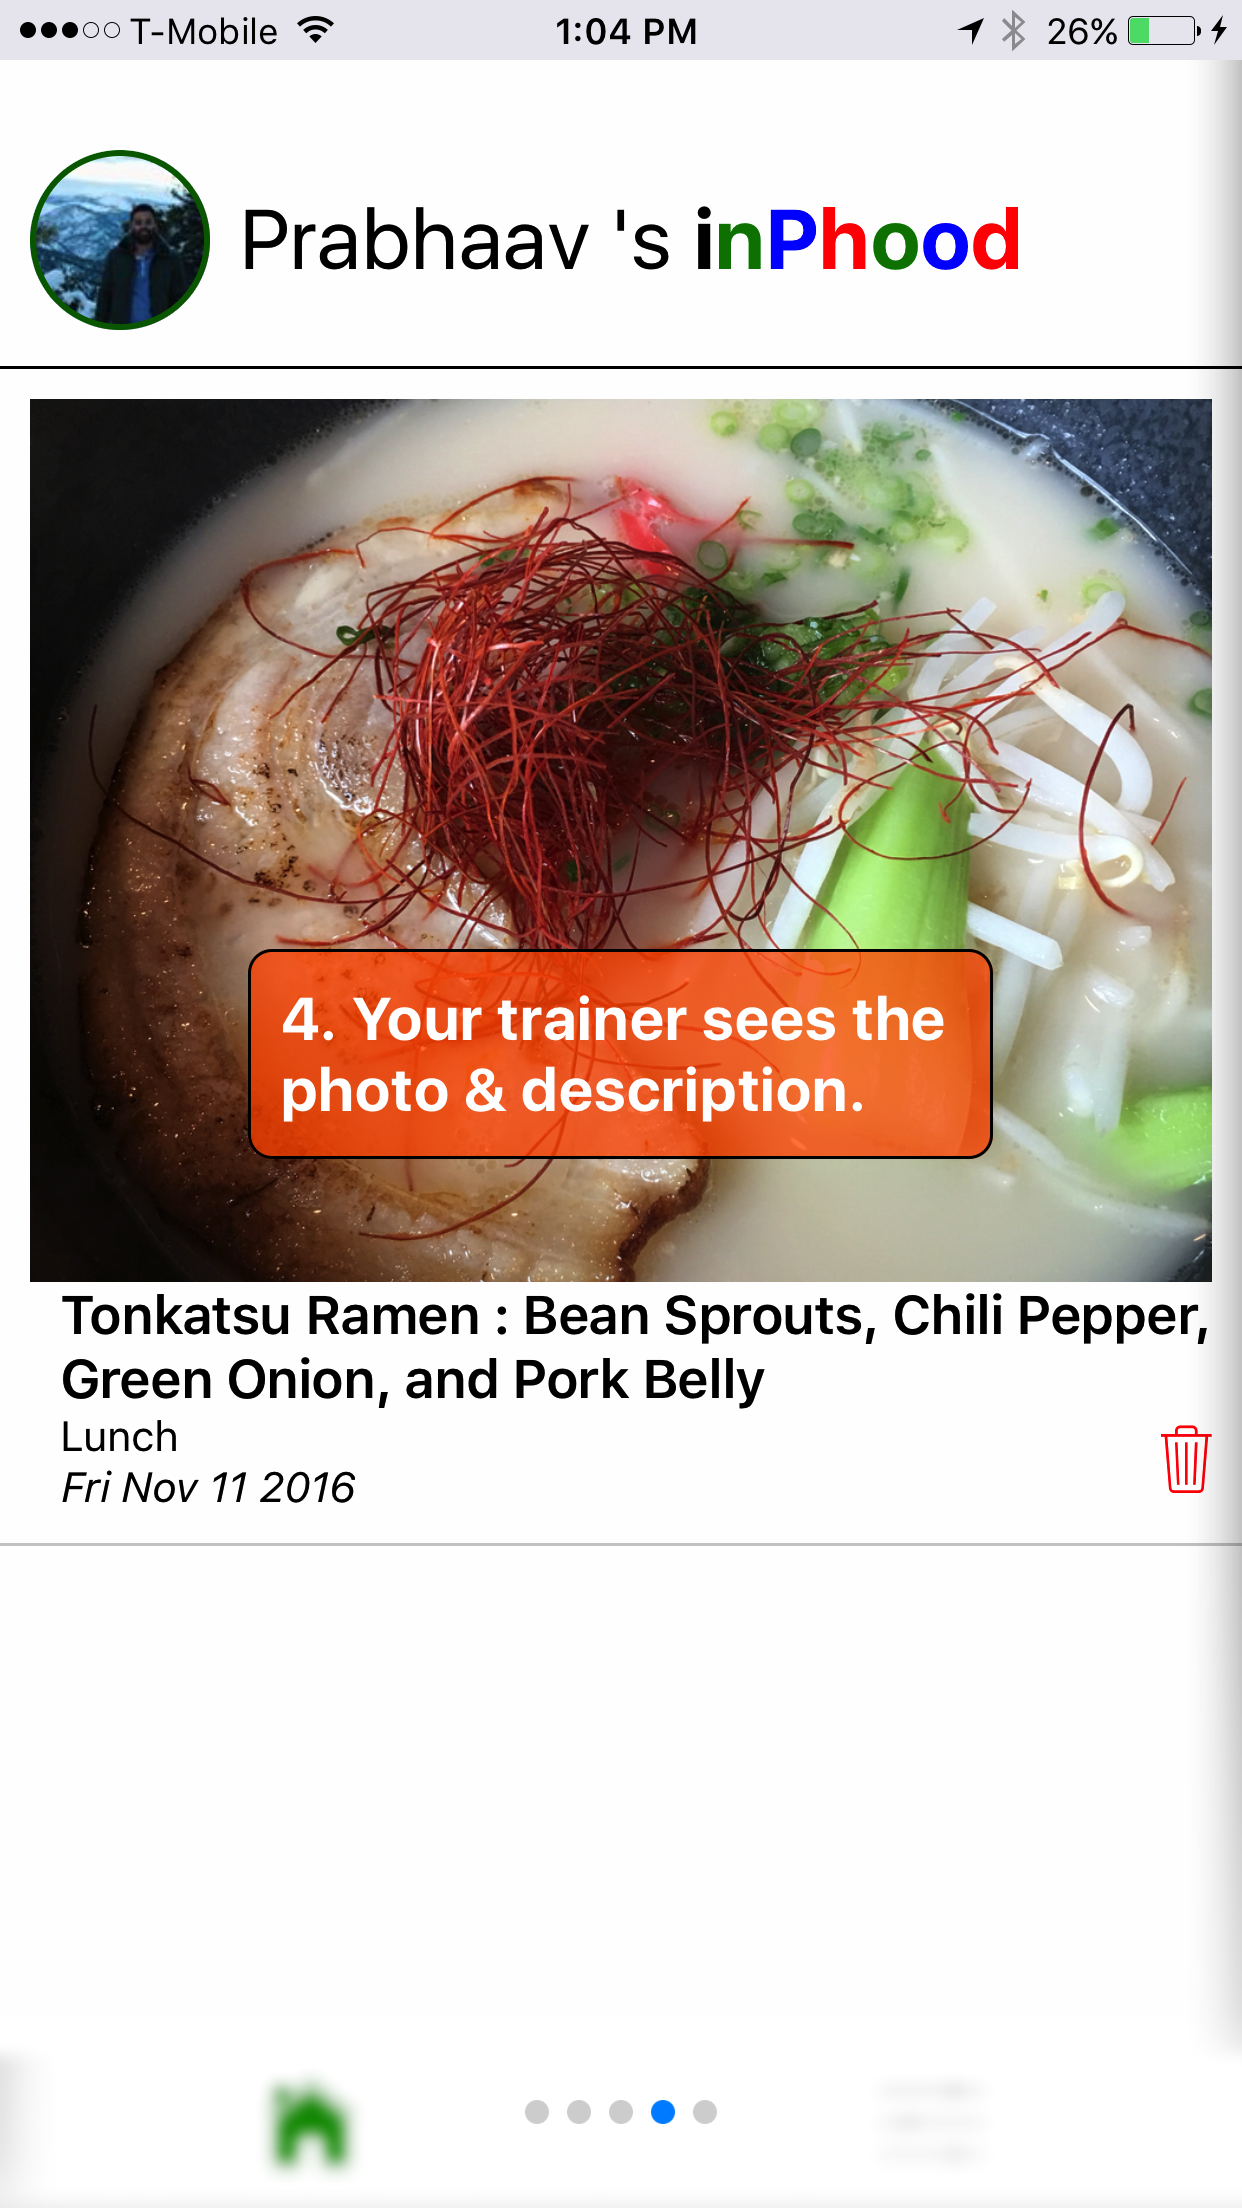 T-Mobile 1:04 PM 26%
Prabhaav 's inPhood
4. Your trainer sees the
photo & description.
Tonkatsu Ramen : Bean Sprouts, Chili Pepper,
Green Onion, and Pork Belly
Lunch
Fri Nov 11 2016